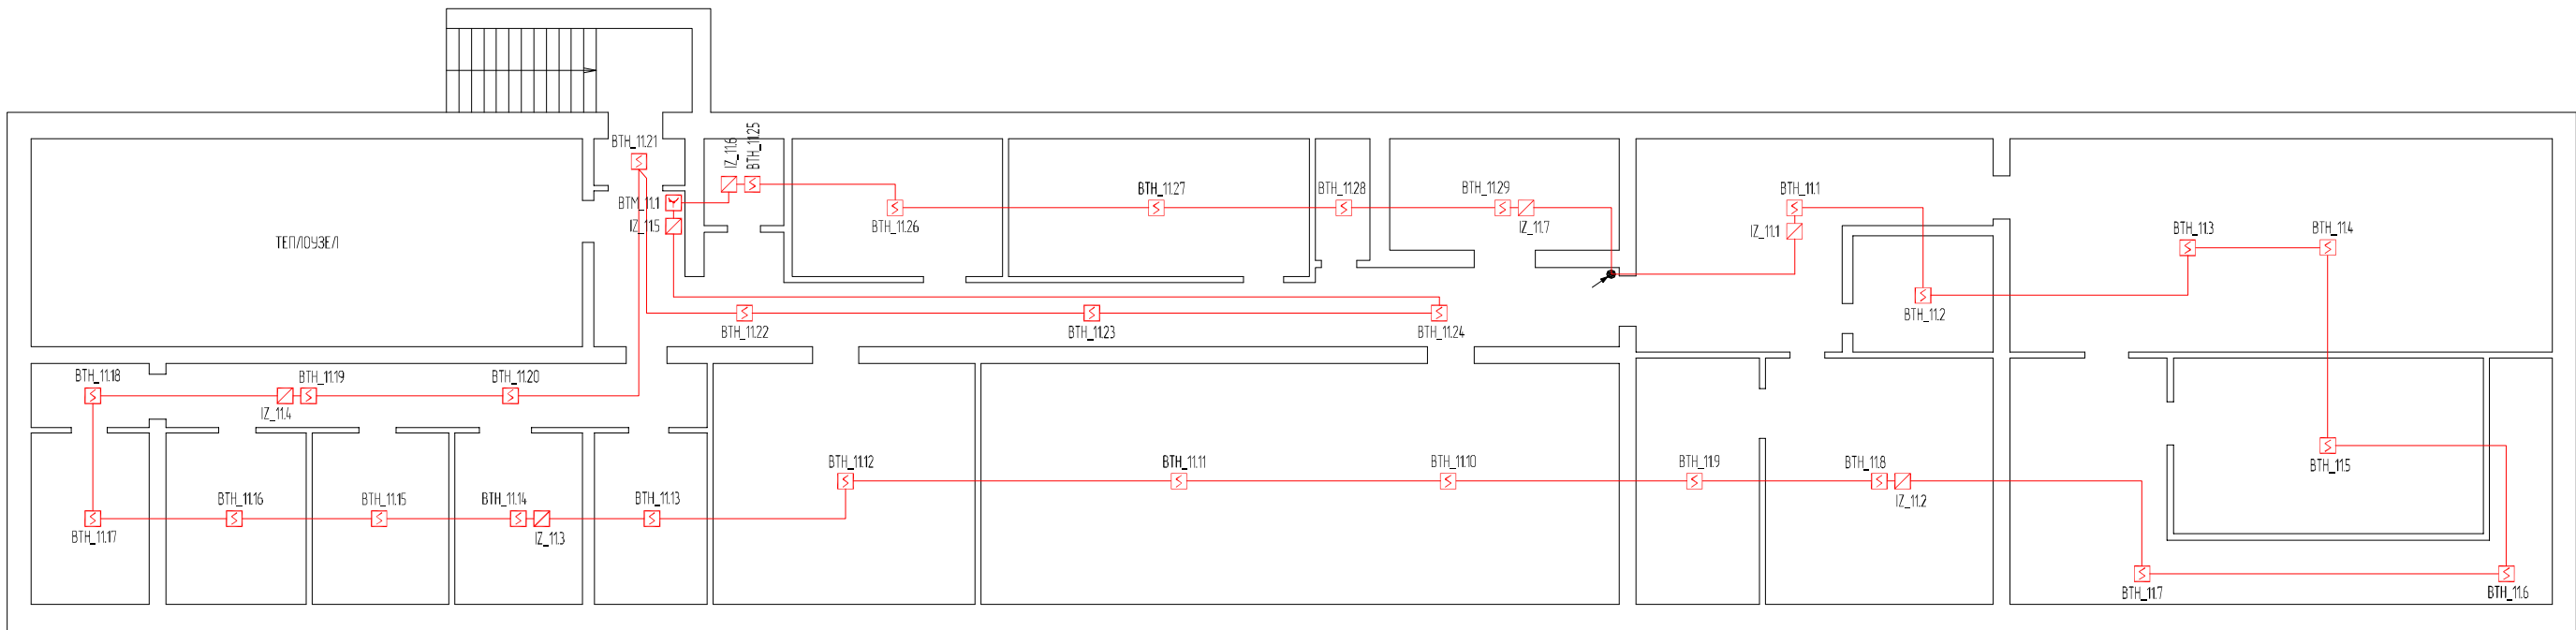 BTH_11.21
IZ_11.6
BTH_11.25
BTM_11.1
IZ_11.5
BTH_11.26
BTH_11.27
BTH_11.28
BTH_11.29
IZ_11.7
BTH_11.1
IZ_11.1
BTH_11.3
BTH_11.4
ТЕПЛОУЗЕЛ
BTH_11.2
BTH_11.22
BTH_11.23
BTH_11.24
BTH_11.18
BTH_11.19
IZ_11.4
BTH_11.20
BTH_11.12
BTH_11.11
BTH_11.10
BTH_11.9
BTH_11.8
IZ_11.2
BTH_11.5
BTH_11.17
BTH_11.16
BTH_11.15
BTH_11.14
IZ_11.3
BTH_11.13
BTH_11.7
BTH_11.6